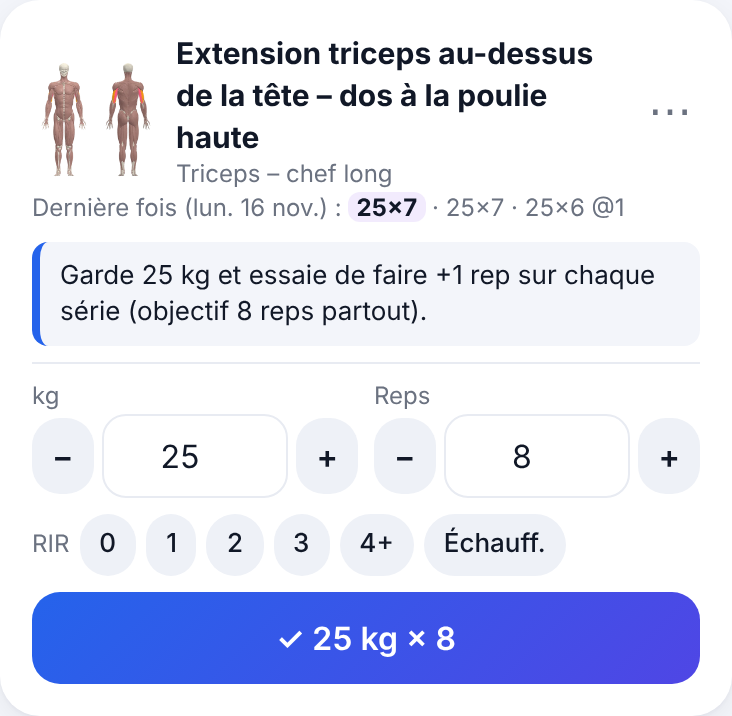 Extension triceps au-dessus
de la tête – dos à la poulie
haute
...
Triceps – chef long
Dernière fois (lun. 16 nov.) : 25×7 · 25×7 · 25×6 @1
Garde 25 kg et essaie de faire +1 rep sur chaque
série (objectif 8 reps partout).
kg Reps
− 25 + − 8 +
RIR 0 1 2 3 4+ Échauff.
✓ 25 kg × 8